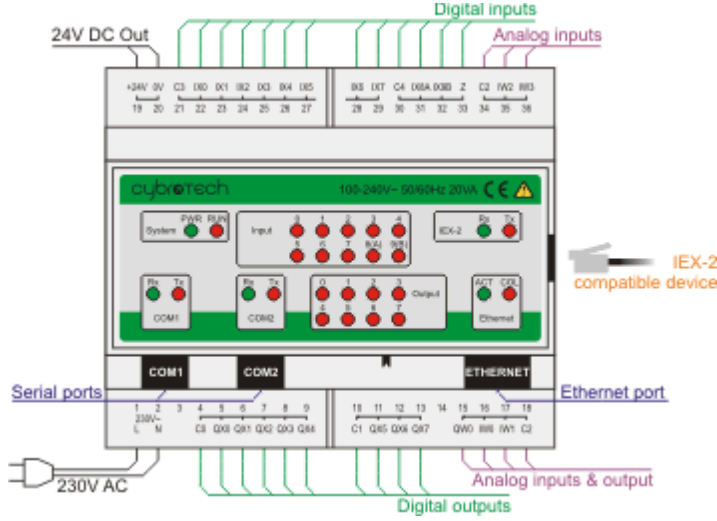 Digital inputs
24V DC Out
Analog inputs
+24V 0V C3 IX0 IX1 IX2 IX3 IX4 IX5
19 20 21 22 23 24 25 26 27
IX6 IX7 C4 IX8A IX9B Z C2 IW2 IW3
28 29 30 31 32 33 34 35 36
cybrotech
100-240V~ 50/60Hz 20VA CE
System PWR RUN
Input 0 1 2 3 4
5 6 7 8(A) 9(B)
IEX-2 Rx Tx
IEX-2
compatible device
Rx Tx
COM1
Rx Tx
COM2
0 1 2 3 Output
4 5 6 7
ACT COL
Ethernet
COM1
COM2
ETHERNET
Serial ports
Ethernet port
1 2 3 4 5 6 7 8 9
230V~
L N C0 QX0 QX1 QX2 QX3 QX4
10 11 12 13 14 15 16 17 18
C1 QX5 QX6 QX7 QW0 IW0 IW1 C2
230V AC
Analog inputs & output
Digital outputs